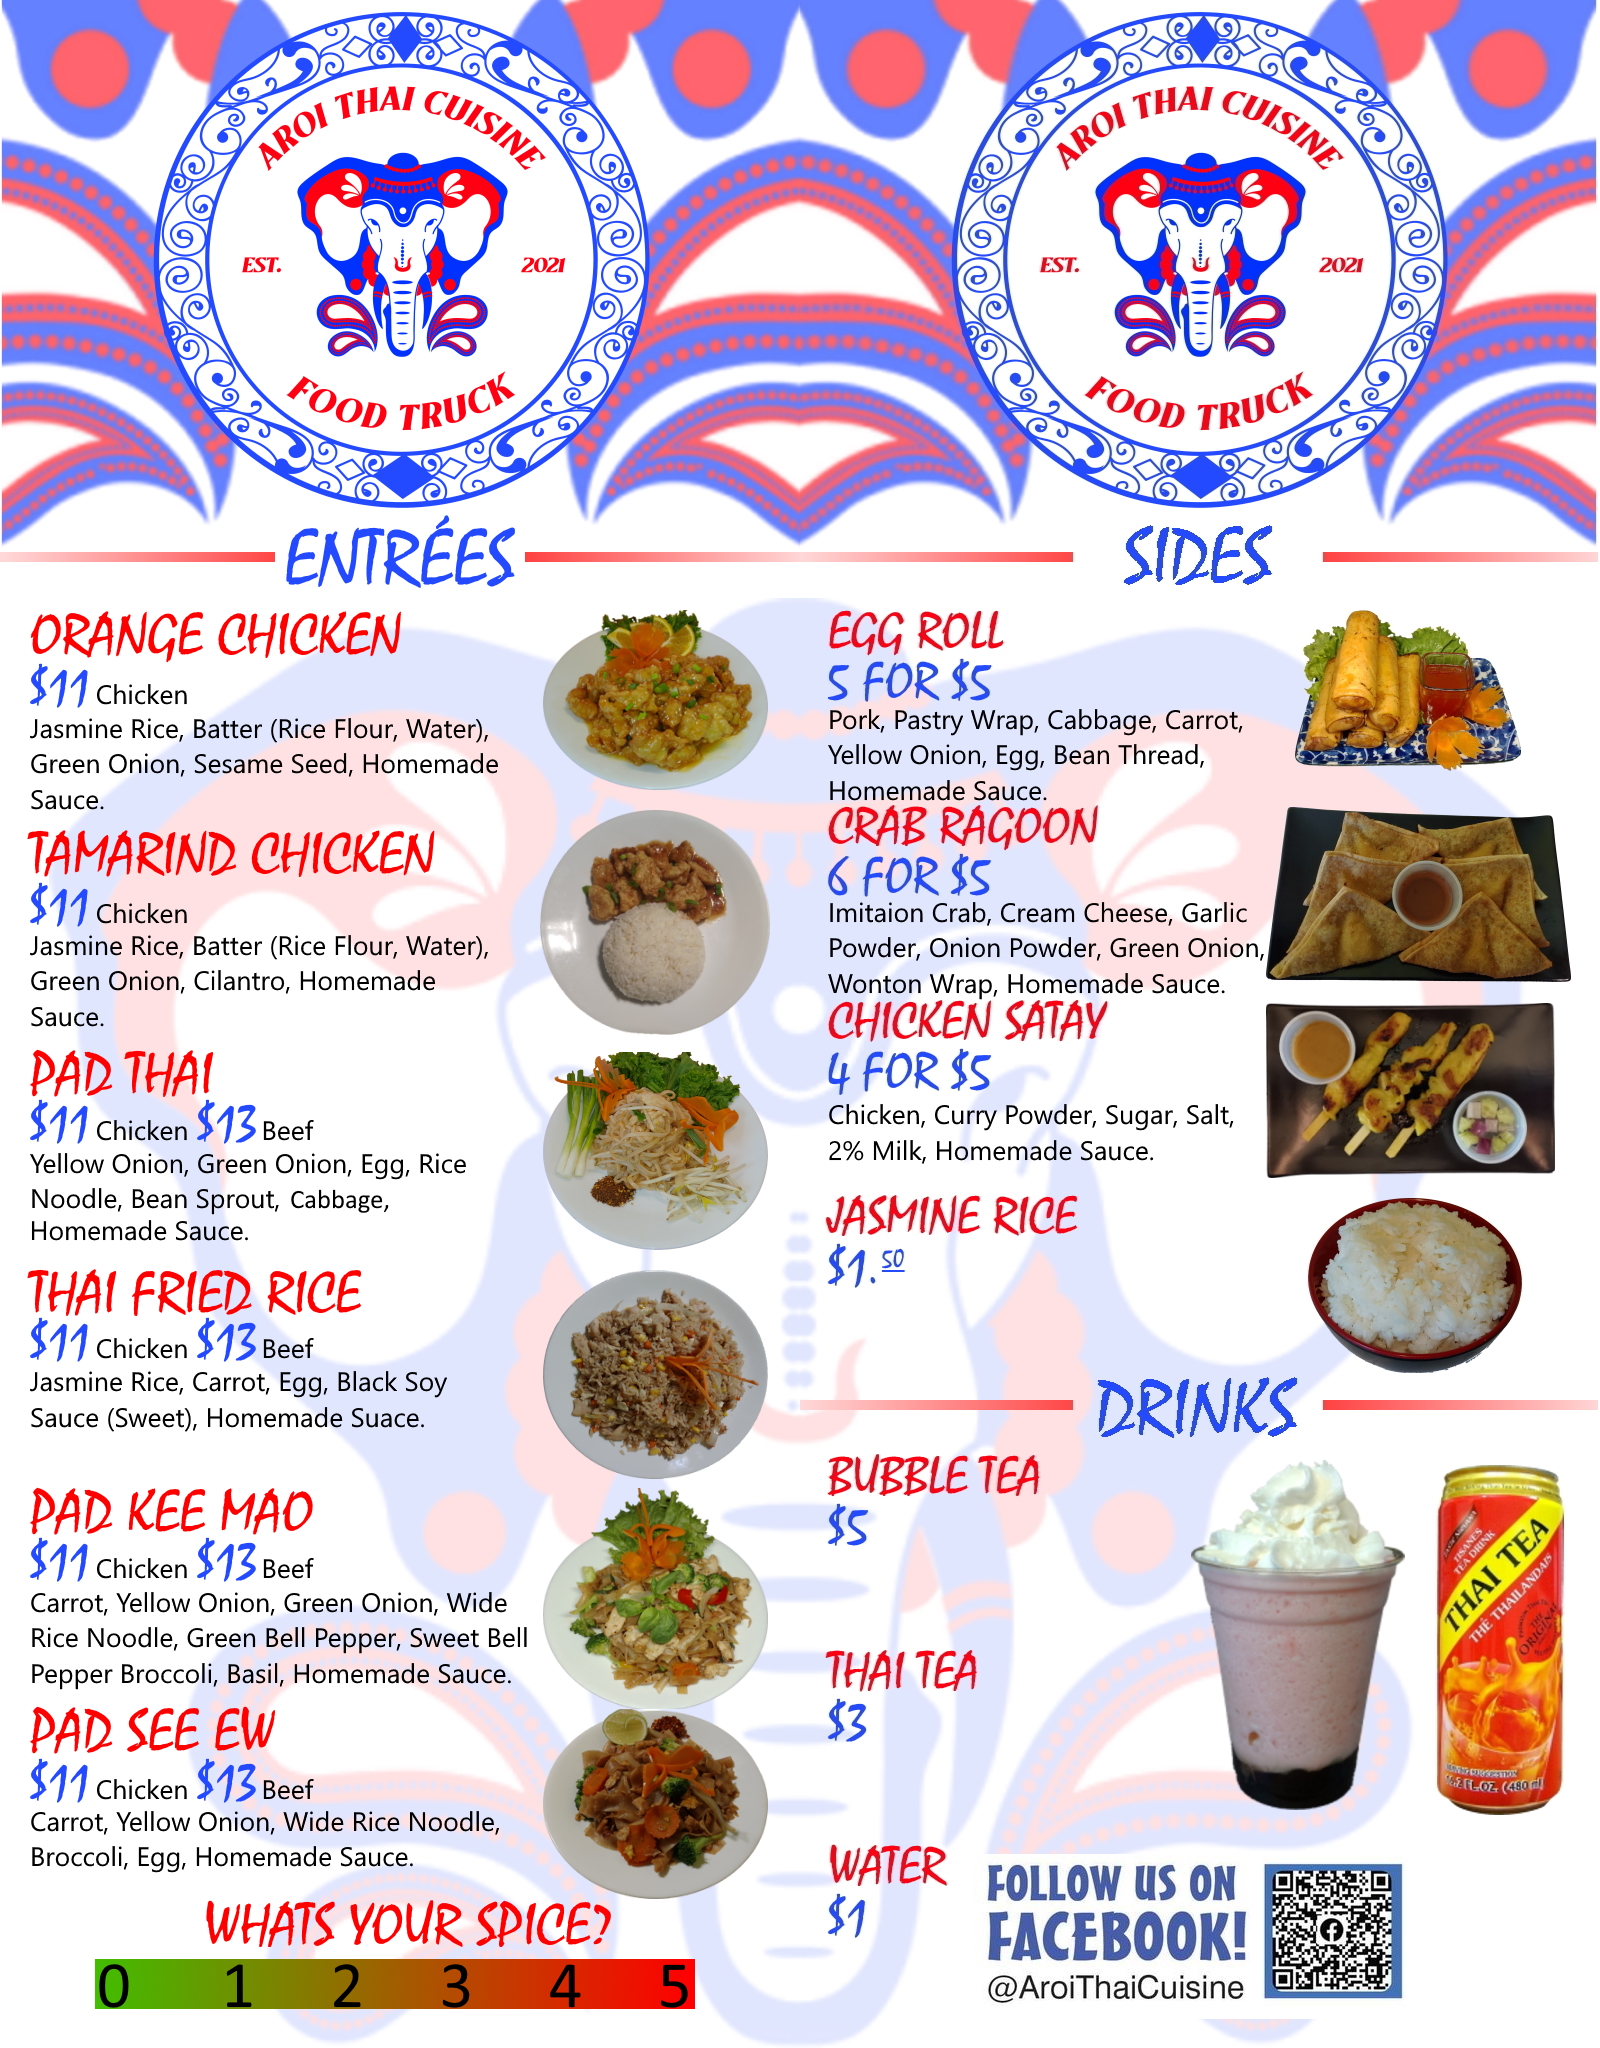 AROI THAI CUISINE
EST. 2021
FOOD TRUCK
AROI THAI CUISINE
EST. 2021
FOOD TRUCK
ENTRÉES
ORANGE CHICKEN
$11 Chicken
Jasmine Rice, Batter (Rice Flour, Water),
Green Onion, Sesame Seed, Homemade
Sauce.
TAMARIND CHICKEN
$11 Chicken
Jasmine Rice, Batter (Rice Flour, Water),
Green Onion, Cilantro, Homemade
Sauce.
PAD THAI
$11 Chicken $13 Beef
Yellow Onion, Green Onion, Egg, Rice
Noodle, Bean Sprout, Cabbage,
Homemade Sauce.
THAI FRIED RICE
$11 Chicken $13 Beef
Jasmine Rice, Carrot, Egg, Black Soy
Sauce (Sweet), Homemade Suace.
PAD KEE MAO
$11 Chicken $13 Beef
Carrot, Yellow Onion, Green Onion, Wide
Rice Noodle, Green Bell Pepper, Sweet Bell
Pepper Broccoli, Basil, Homemade Sauce.
PAD SEE EW
$11 Chicken $13 Beef
Carrot, Yellow Onion, Wide Rice Noodle,
Broccoli, Egg, Homemade Sauce.
WHATS YOUR SPICE?
0 1 2 3 4 5
SIDES
EGG ROLL
5 FOR $5
Pork, Pastry Wrap, Cabbage, Carrot,
Yellow Onion, Egg, Bean Thread,
Homemade Sauce.
CRAB RAGOON
6 FOR $5
Imitaion Crab, Cream Cheese, Garlic
Powder, Onion Powder, Green Onion,
Wonton Wrap, Homemade Sauce.
CHICKEN SATAY
4 FOR $5
Chicken, Curry Powder, Sugar, Salt,
2% Milk, Homemade Sauce.
JASMINE RICE
$1.50
DRINKS
BUBBLE TEA
$5
THAI TEA
$3
WATER
$1
TISANES
TEA DRINK
THAI TEA
THÉ THAILANDAIS
ORIGINAL
SERVING SUGGESTION
16.2 FL.OZ. (480 ml)
FOLLOW US ON
FACEBOOK!
@AroiThaiCuisine